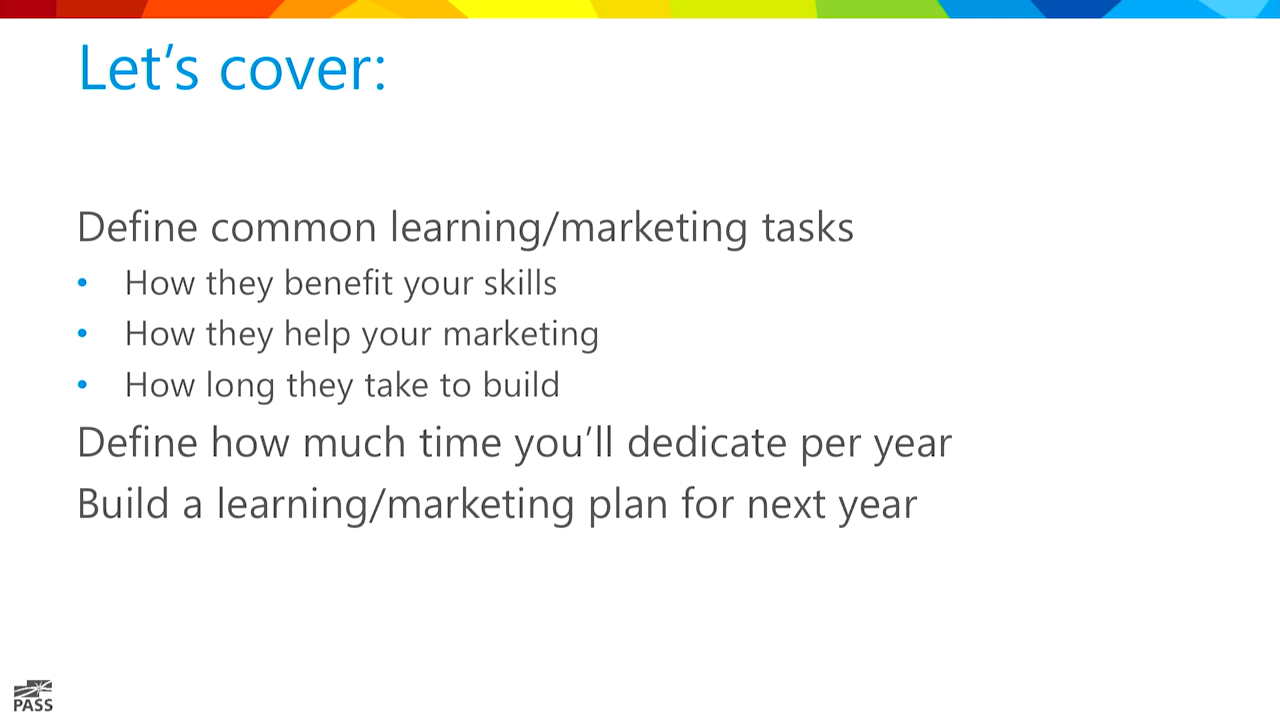 Let’s cover:
Define common learning/marketing tasks
• How they benefit your skills
• How they help your marketing
• How long they take to build
Define how much time you’ll dedicate per year
Build a learning/marketing plan for next year
PASS